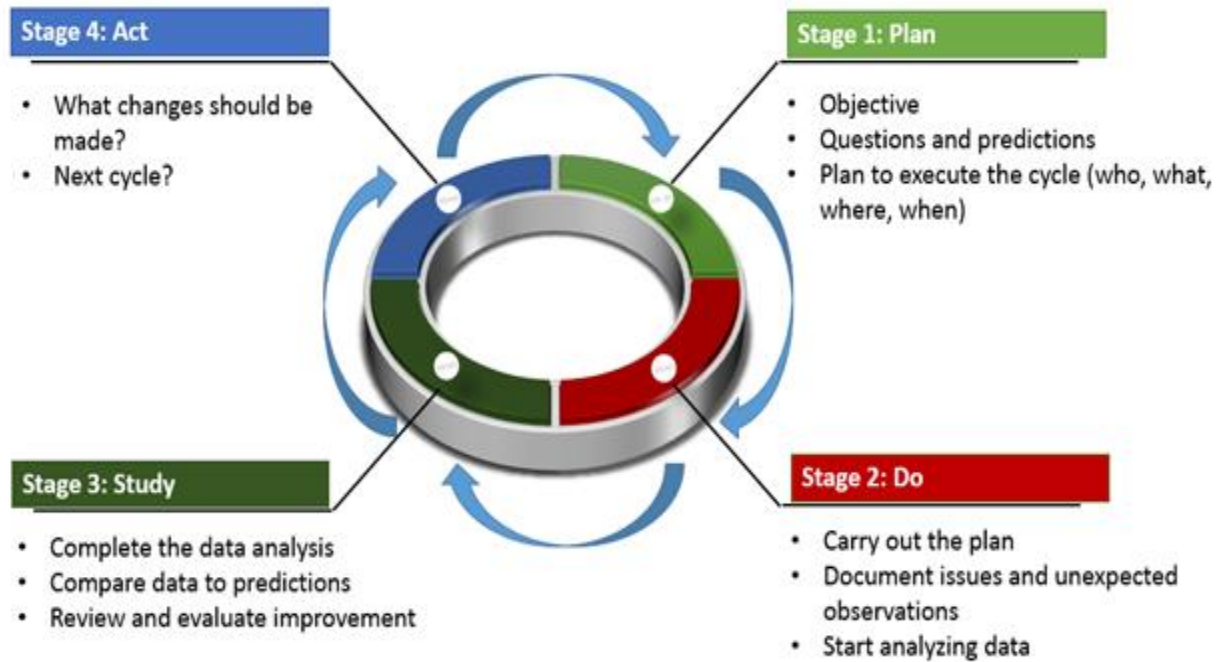 Stage 4: Act
• What changes should be
made?
• Next cycle?
Stage 1: Plan
• Objective
• Questions and predictions
• Plan to execute the cycle (who, what,
where, when)
Stage 3: Study
• Complete the data analysis
• Compare data to predictions
• Review and evaluate improvement
Stage 2: Do
• Carry out the plan
• Document issues and unexpected
observations
• Start analyzing data